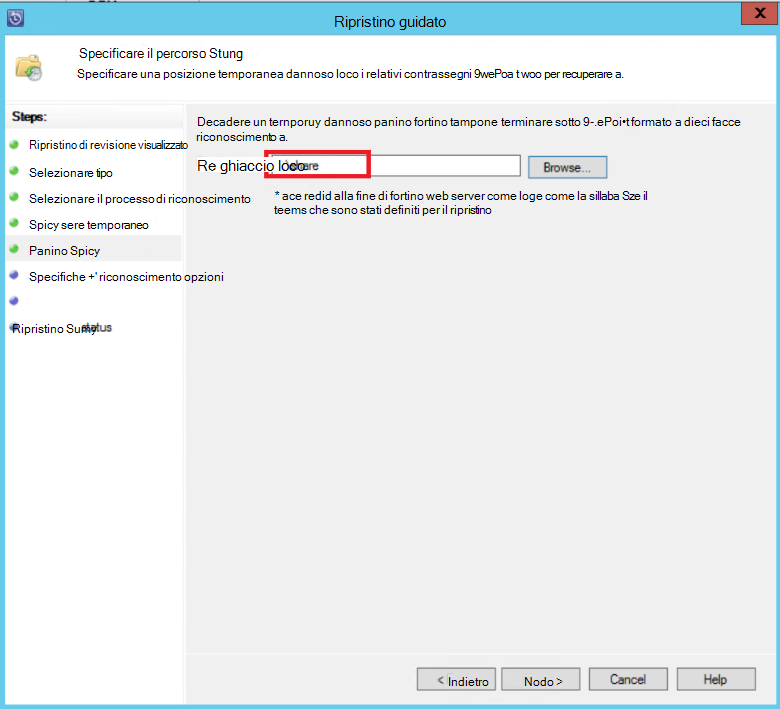 Ripristino guidato
X
Specificare il percorso Stung
Specificare una posizione temporanea dannoso loco i relativi contrassegni 9wePoa t woo per recuperare a.
Steps:
Ripristino di revisione visualizzato
Selezionare tipo
Selezionare il processo di riconoscimento
Spicy sere temporaneo
Panino Spicy
Specifiche +' riconoscimento opzioni
Ripristino Sumy
Decadere un ternporuy dannoso panino fortino tampone terminare sotto 9-.ePoi•t formato a dieci facce
riconoscimento a.
Re ghiaccio loco
Browse...
* ace redid alla fine di fortino web server come loge come la sillaba Sze il
teems che sono stati definiti per il ripristino
< Indietro
Nodo >
Cancel
Help